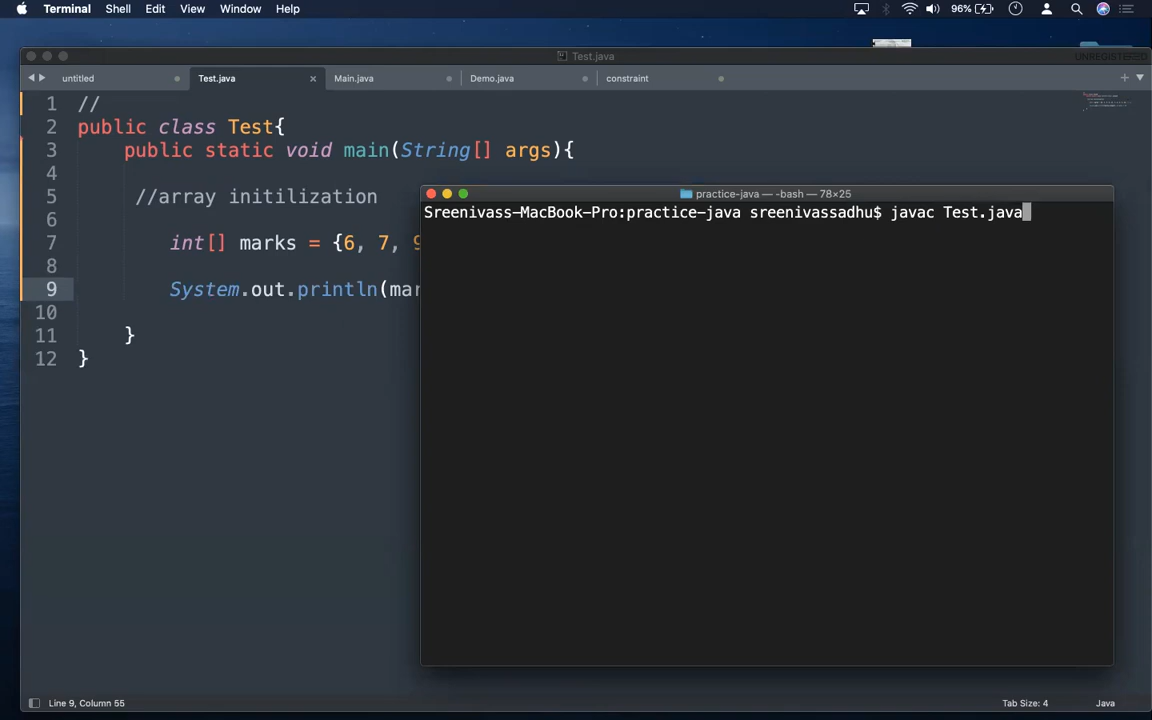 Terminal Shell Edit View Window Help 96%
Test.java
UNREGISTERED
untitled Test.java Main.java Demo.java constraint
1 //
2 public class Test{
3 public static void main(String[] args){
4
5 //array initilization
6
7 int[] marks = {6, 7, 9
8
9 System.out.println(mar
10
11 }
12 }
practice-java — -bash — 78×25
Sreenivass-MacBook-Pro:practice-java sreenivassadhu$ javac Test.java
Line 9, Column 55 Tab Size: 4 Java